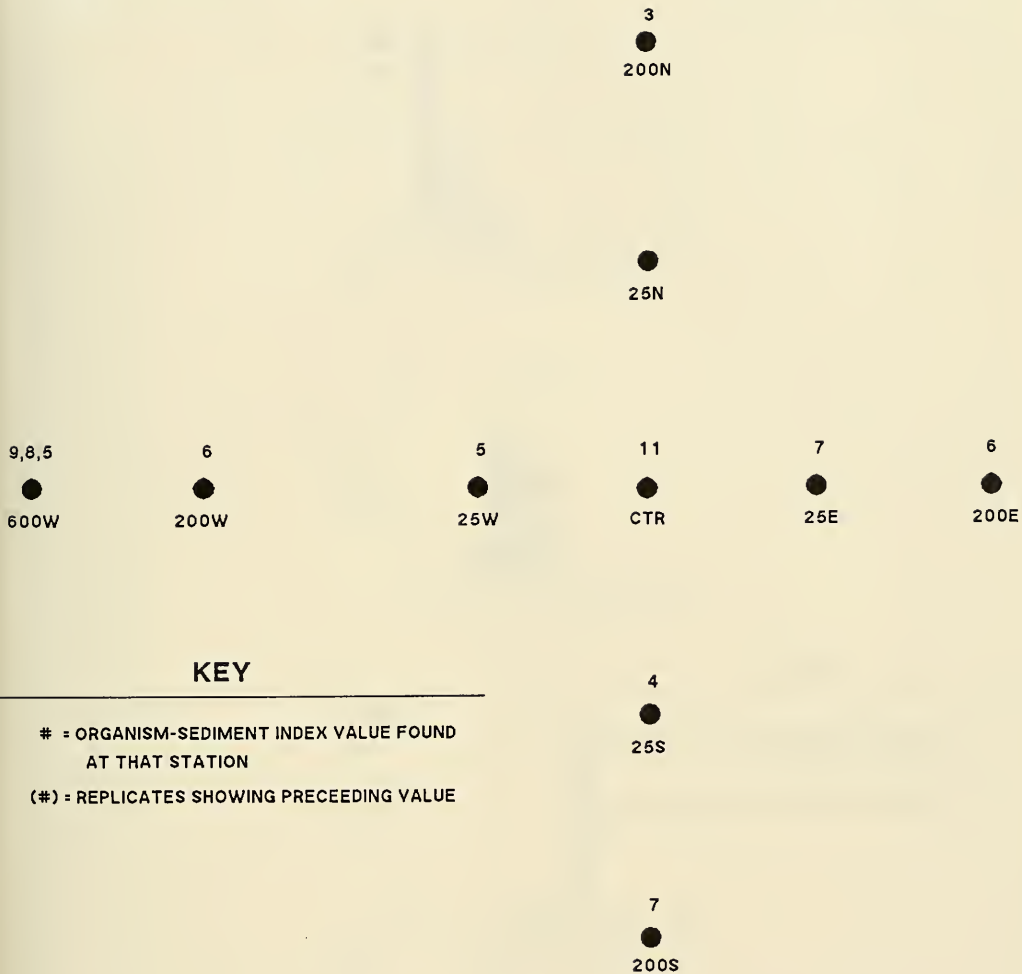 3
200N
25N
9,8,5 6 5 11 7 6
600W 200W 25W CTR 25E 200E
KEY
# = ORGANISM-SEDIMENT INDEX VALUE FOUND
AT THAT STATION
(#) = REPLICATES SHOWING PRECEEDING VALUE
4
25S
7
200S